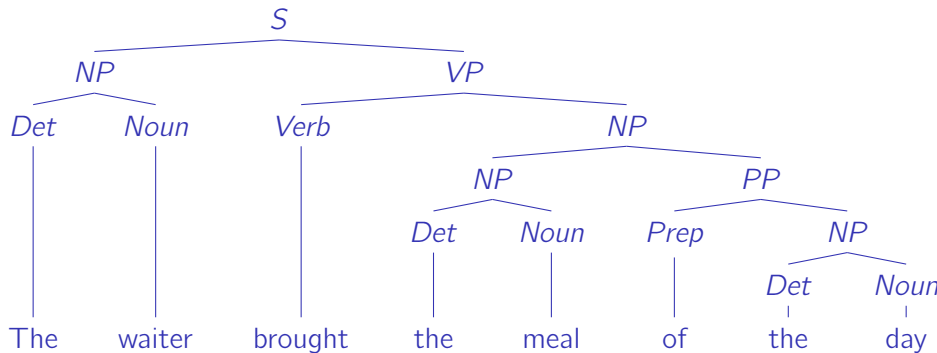 S
NP VP
Det Noun Verb NP
NP PP
Det Noun Prep NP
Det Noun
The waiter brought the meal of the day